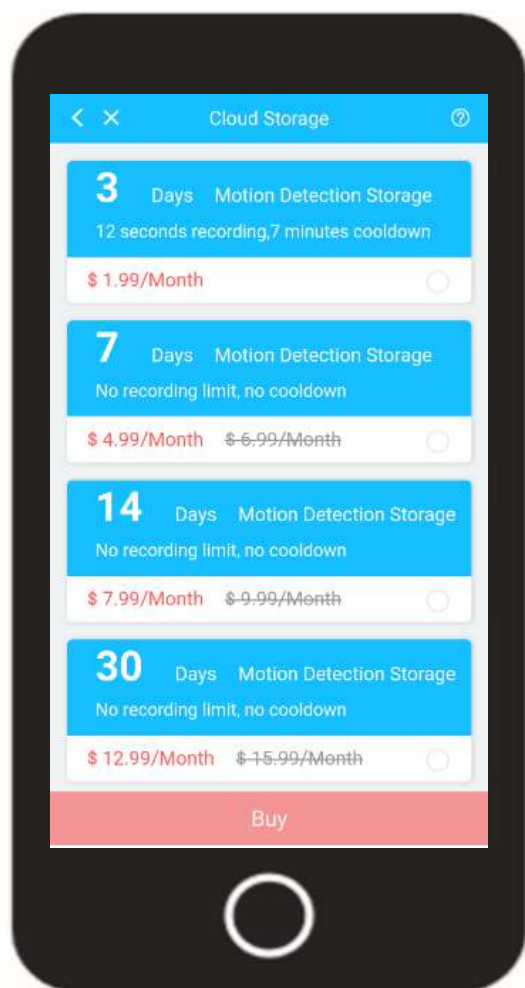 Cloud Storage
3 Days Motion Detection Storage
12 seconds recording,7 minutes cooldown
$ 1.99/Month
7 Days Motion Detection Storage
No recording limit, no cooldown
$ 4.99/Month $ 6.99/Month
14 Days Motion Detection Storage
No recording limit, no cooldown
$ 7.99/Month $ 9.99/Month
30 Days Motion Detection Storage
No recording limit, no cooldown
$ 12.99/Month $ 15.99/Month
Buy